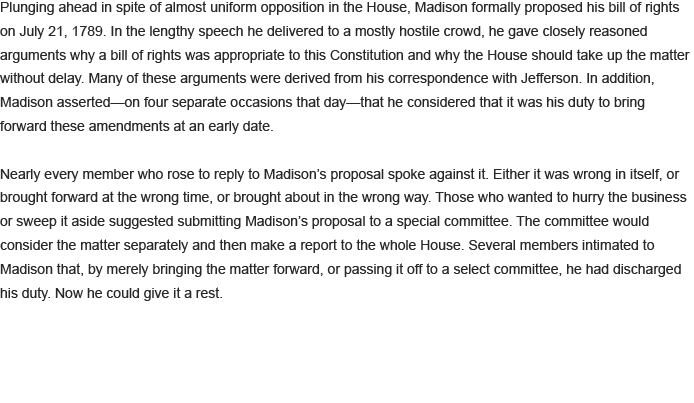 Plunging ahead in spite of almost uniform opposition in the House, Madison formally proposed his bill of rights
on July 21, 1789. In the lengthy speech he delivered to a mostly hostile crowd, he gave closely reasoned
arguments why a bill of rights was appropriate to this Constitution and why the House should take up the matter
without delay. Many of these arguments were derived from his correspondence with Jefferson. In addition,
Madison asserted—on four separate occasions that day—that he considered that it was his duty to bring
forward these amendments at an early date.
Nearly every member who rose to reply to Madison’s proposal spoke against it. Either it was wrong in itself, or
brought forward at the wrong time, or brought about in the wrong way. Those who wanted to hurry the business
or sweep it aside suggested submitting Madison’s proposal to a special committee. The committee would
consider the matter separately and then make a report to the whole House. Several members intimated to
Madison that, by merely bringing the matter forward, or passing it off to a select committee, he had discharged
his duty. Now he could give it a rest.